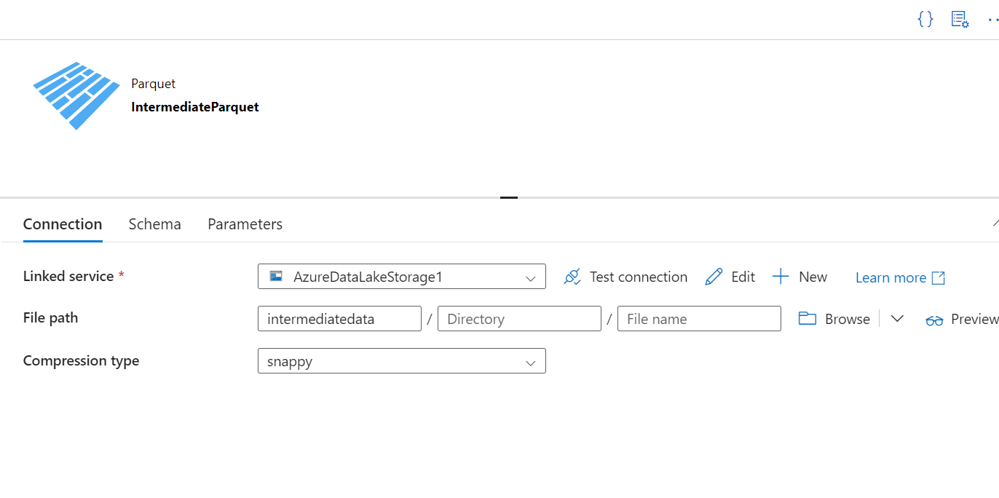 {}
Parquet
IntermediateParquet
Connection Schema Parameters
Linked service * AzureDataLakeStorage1 Test connection Edit New Learn more
File path intermediatedata / Directory / File name Browse Preview
Compression type snappy